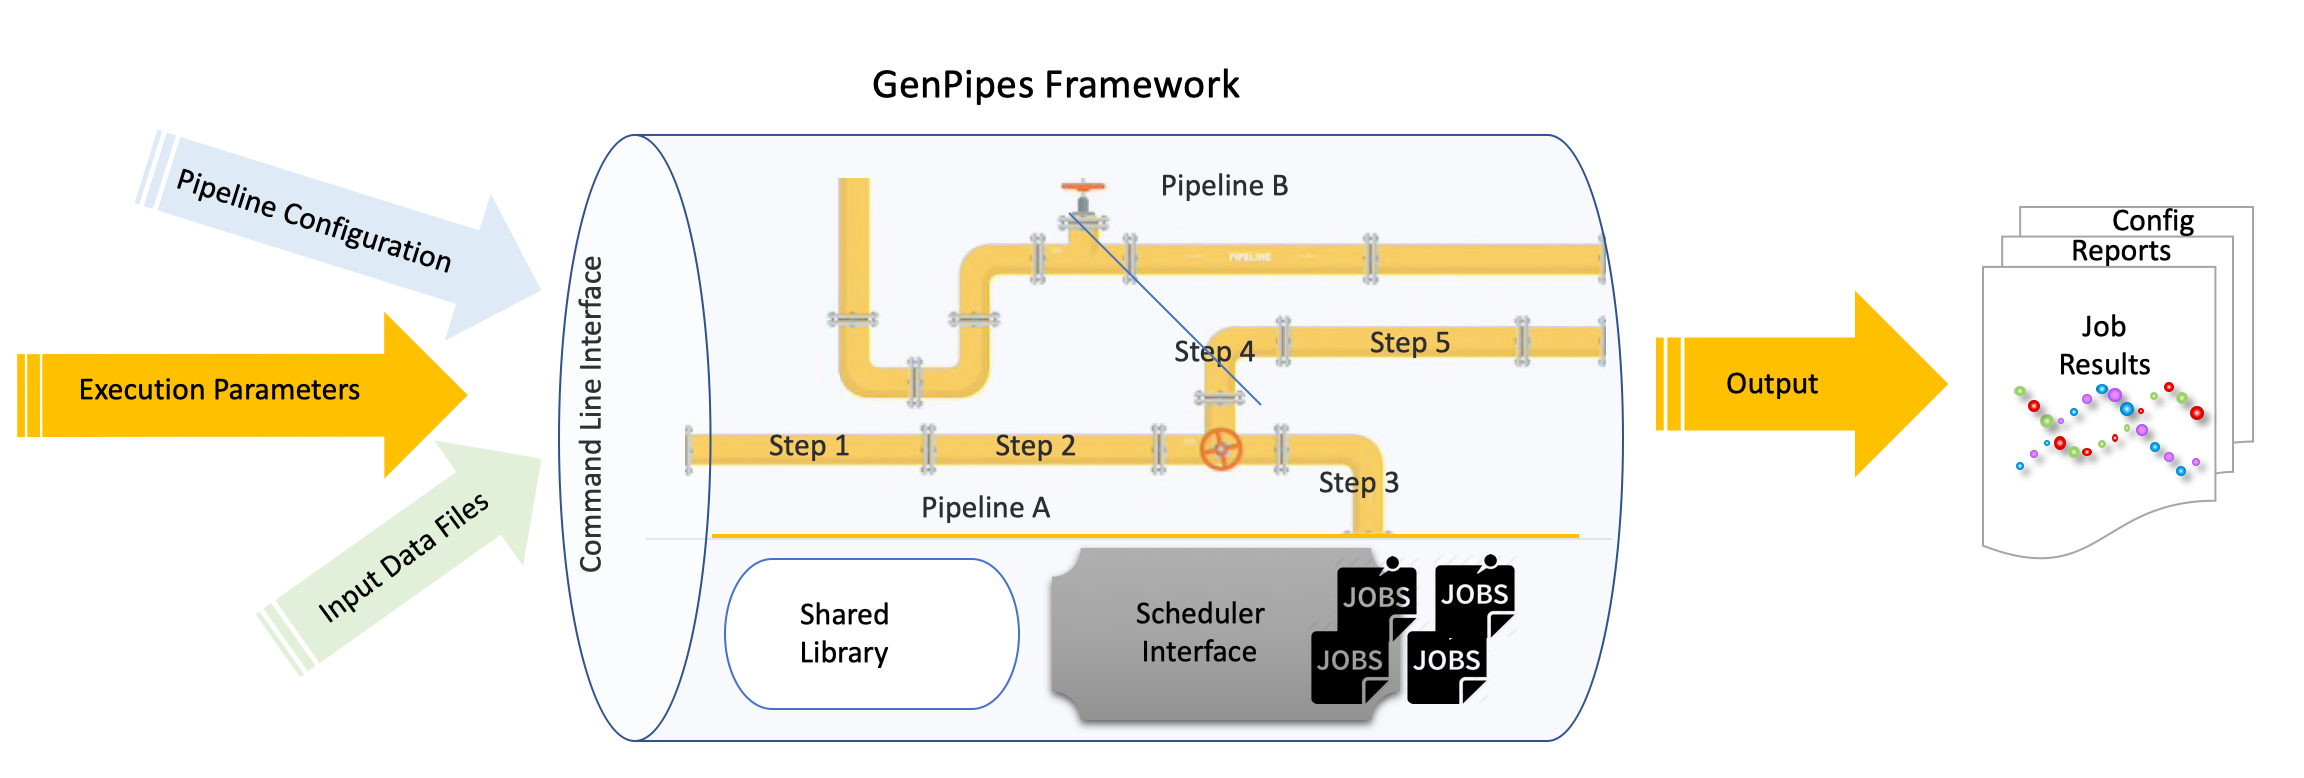 GenPipes Framework
Pipeline Configuration
Execution Parameters
Input Data Files
Command Line Interface
Pipeline B
PIPELINE
Step 4
Step 5
Step 1
Step 2
Step 3
Pipeline A
Shared
Library
Scheduler
Interface
JOBS
JOBS
JOBS
JOBS
Output
Config
Reports
Job
Results